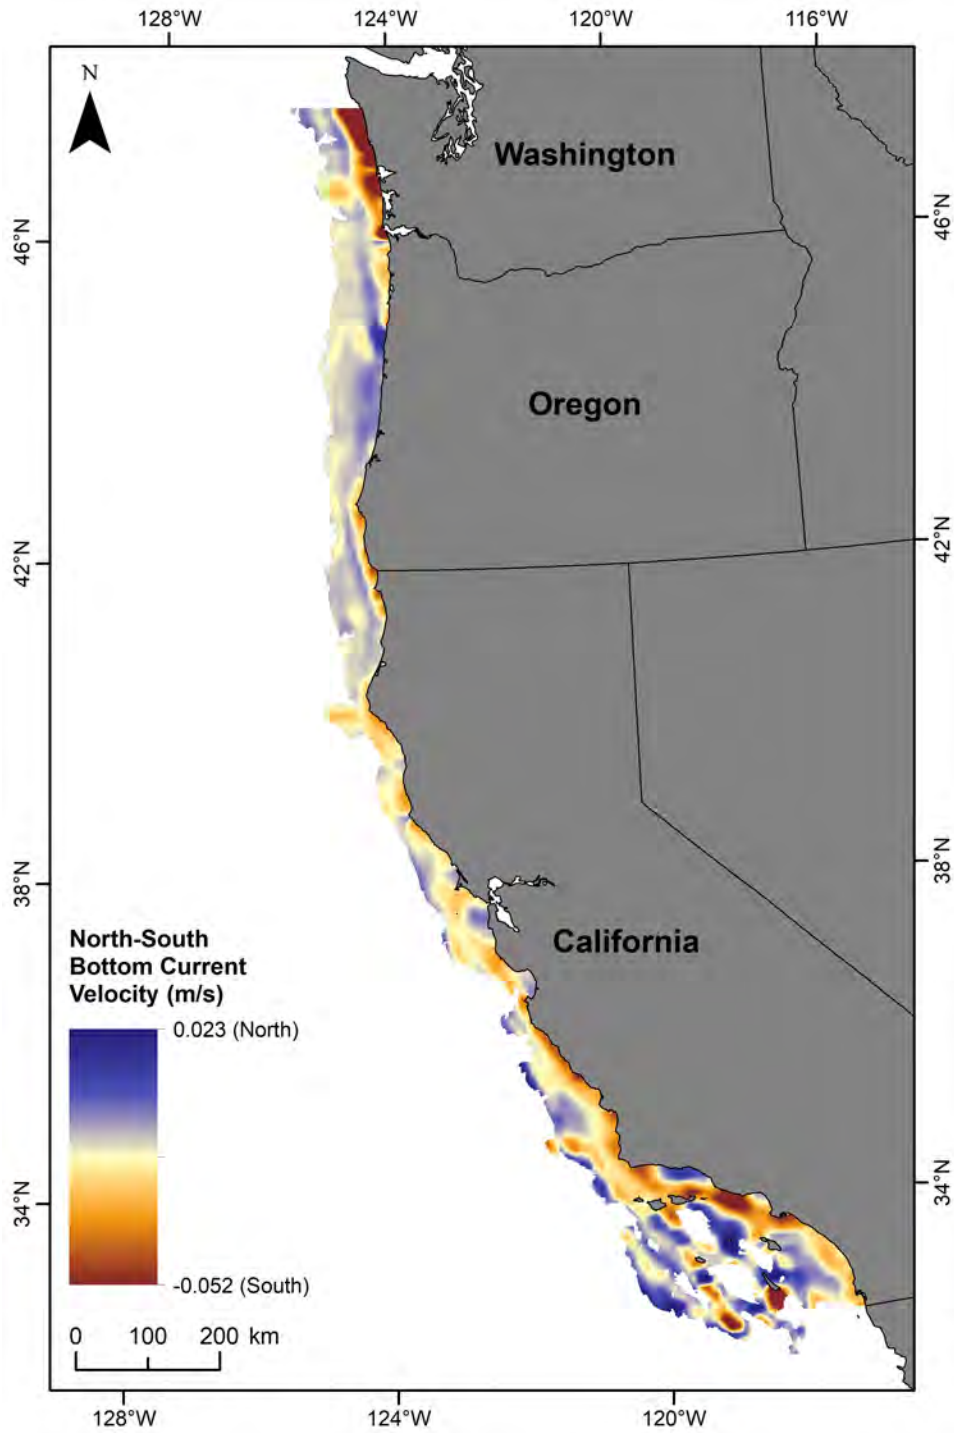 128°W 124°W 120°W 116°W
N
Washington
46°N 46°N
Oregon
42°N 42°N
38°N 38°N
California
North-South
Bottom Current
Velocity (m/s)
0.023 (North)
34°N 34°N
-0.052 (South)
0 100 200 km
128°W 124°W 120°W